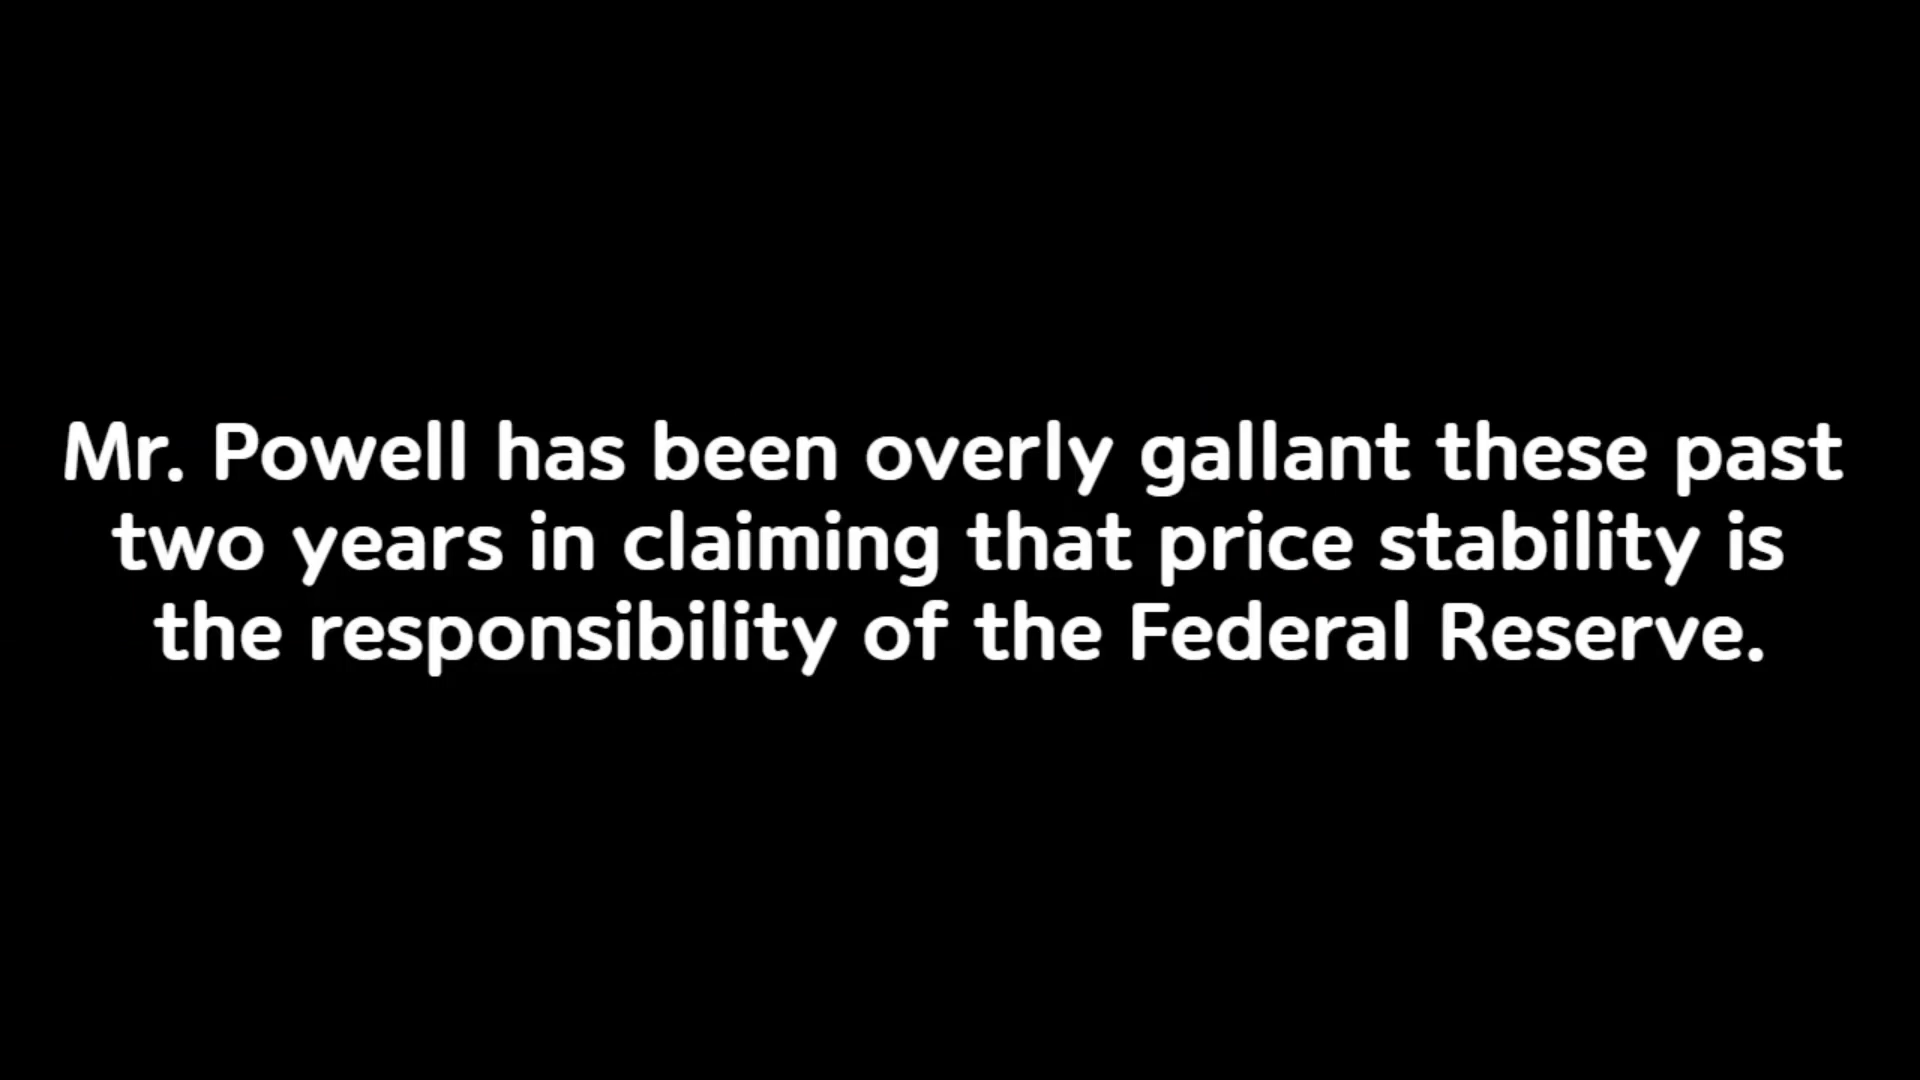 Mr. Powell has been overly gallant these past
two years in claiming that price stability is
the responsibility of the Federal Reserve.